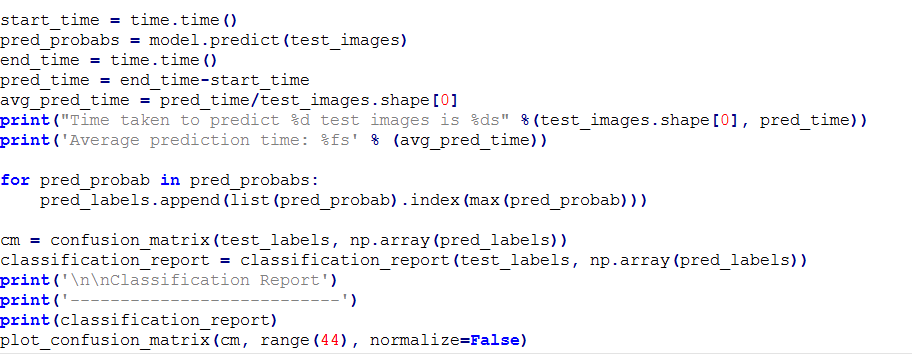 start_time = time.time()
pred_probabs = model.predict(test_images)
end_time = time.time()
pred_time = end_time-start_time
avg_pred_time = pred_time/test_images.shape[0]
print("Time taken to predict %d test images is %ds" %(test_images.shape[0], pred_time))
print('Average prediction time: %fs' % (avg_pred_time))
for pred_probab in pred_probabs:
    pred_labels.append(list(pred_probab).index(max(pred_probab)))
cm = confusion_matrix(test_labels, np.array(pred_labels))
classification_report = classification_report(test_labels, np.array(pred_labels))
print('\n\nClassification Report')
print('---------------------------')
print(classification_report)
plot_confusion_matrix(cm, range(44), normalize=False)